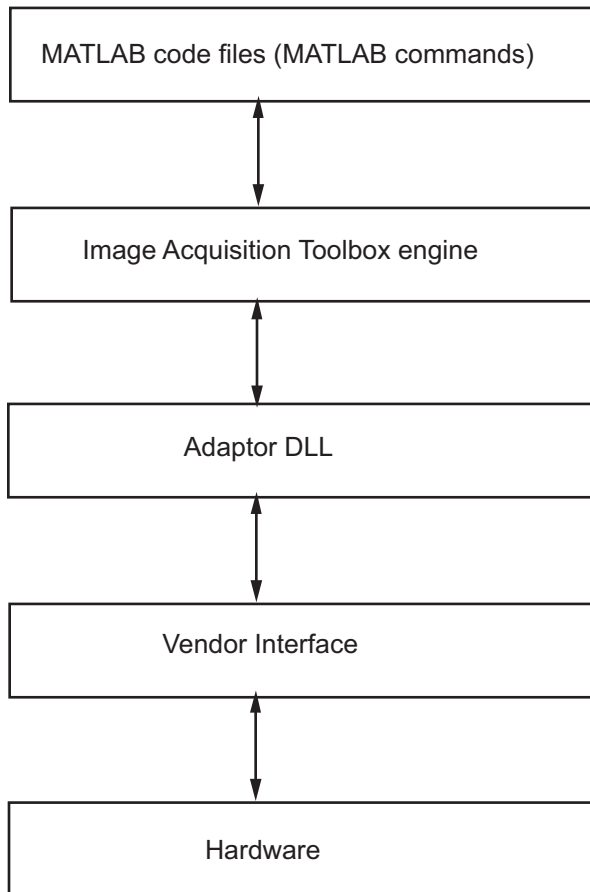 MATLAB code files (MATLAB commands)
Image Acquisition Toolbox engine
Adaptor DLL
Vendor Interface
Hardware